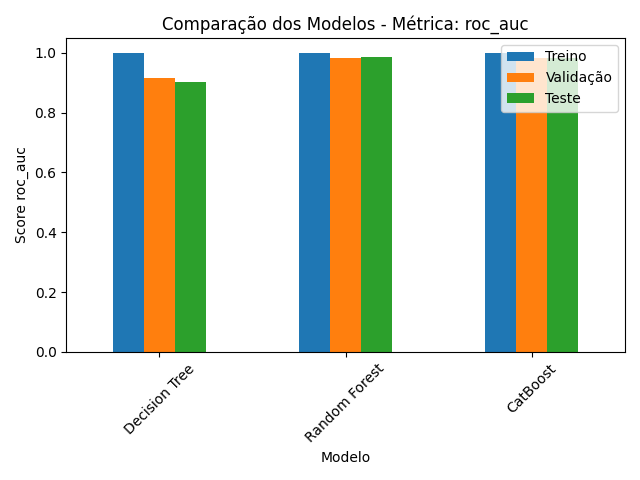 Comparação dos Modelos - Métrica: roc_auc
Treino
Validação
Teste
1.0
0.8
0.6
0.4
0.2
0.0
Score roc_auc
Decision Tree
Random Forest
CatBoost
Modelo